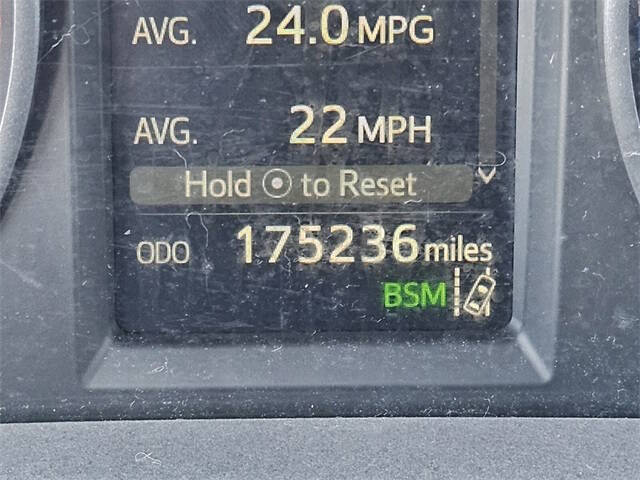 AVG. 24.0 MPG
AVG. 22 MPH
Hold ⦿ to Reset
ODO 175236 miles
BSM